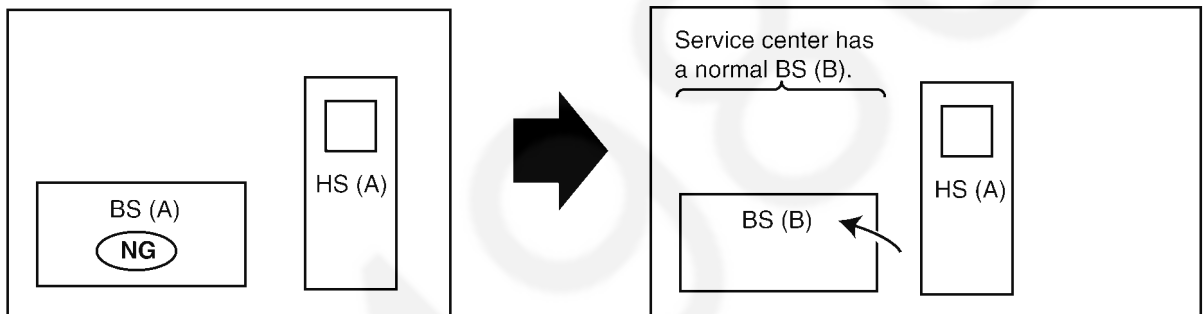 HS (A)
BS (A)
NG
Service center has
a normal BS (B).
HS (A)
BS (B)